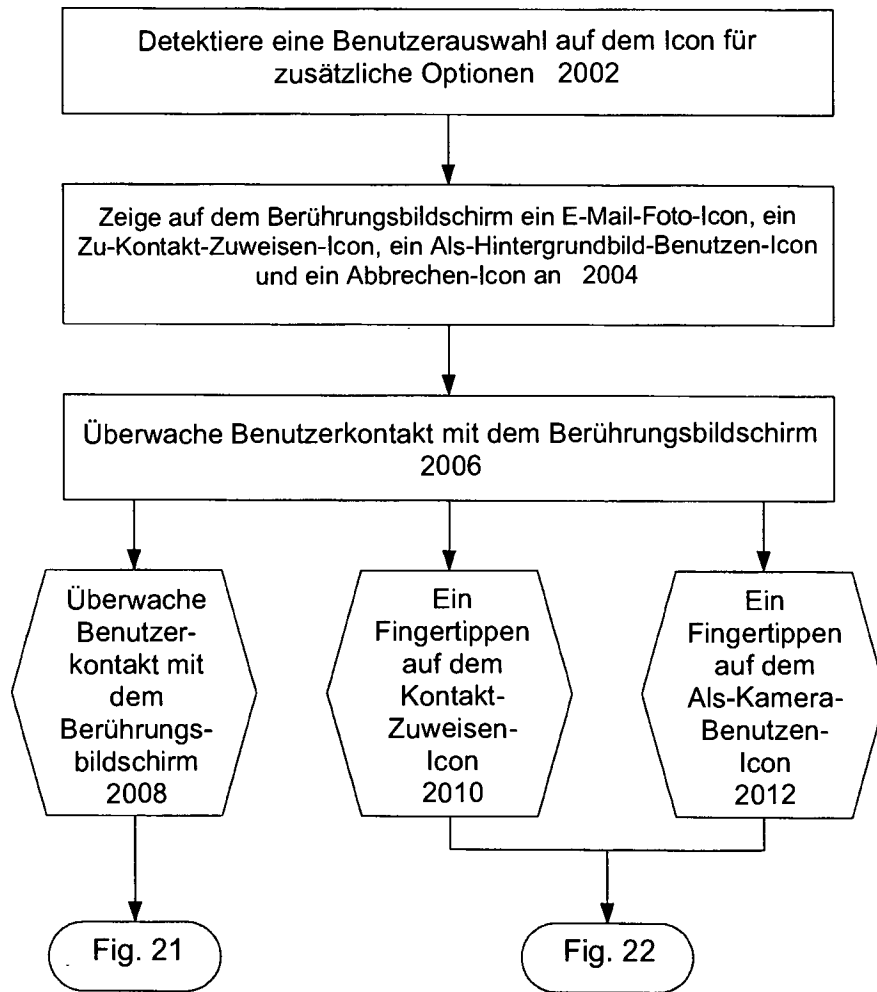 Detektiere eine Benutzerauswahl auf dem Icon für
zusätzliche Optionen 2002
Zeige auf dem Berührungsbildschirm ein E-Mail-Foto-Icon, ein
Zu-Kontakt-Zuweisen-Icon, ein Als-Hintergrundbild-Benutzen-Icon
und ein Abbrechen-Icon an 2004
Überwache Benutzerkontakt mit dem Berührungsbildschirm
2006
Überwache
Benutzer-
kontakt mit
dem
Berührungs-
bildschirm
2008
Ein
Fingertippen
auf dem
Kontakt-
Zuweisen-
Icon
2010
Ein
Fingertippen
auf dem
Als-Kamera-
Benutzen-
Icon
2012
Fig. 21
Fig. 22